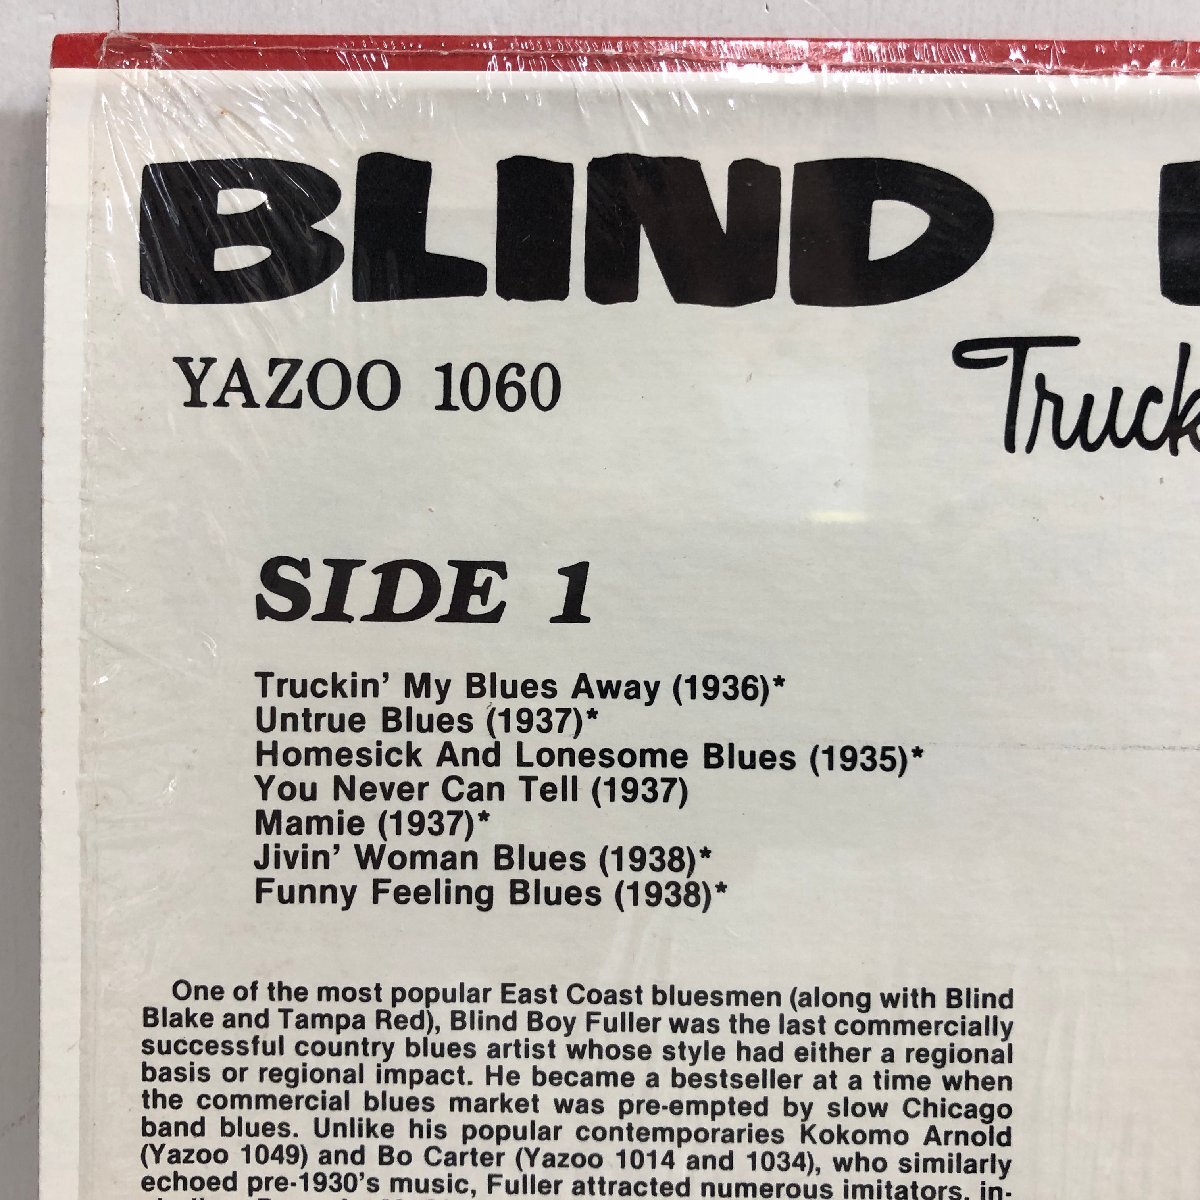 BLIND
YAZOO 1060
Truck
SIDE 1
Truckin' My Blues Away (1936)*
Untrue Blues (1937)*
Homesick And Lonesome Blues (1935)*
You Never Can Tell (1937)
Mamie (1937)*
Jivin' Woman Blues (1938)*
Funny Feeling Blues (1938)*
One of the most popular East Coast bluesmen (along with Blind
Blake and Tampa Red), Blind Boy Fuller was the last commercially
successful country blues artist whose style had either a regional
basis or regional impact. He became a bestseller at a time when
the commercial blues market was pre-empted by slow Chicago
band blues. Unlike his popular contemporaries Kokomo Arnold
(Yazoo 1049) and Bo Carter (Yazoo 1014 and 1034), who similarly
echoed pre-1930's music, Fuller attracted numerous imitators, in-